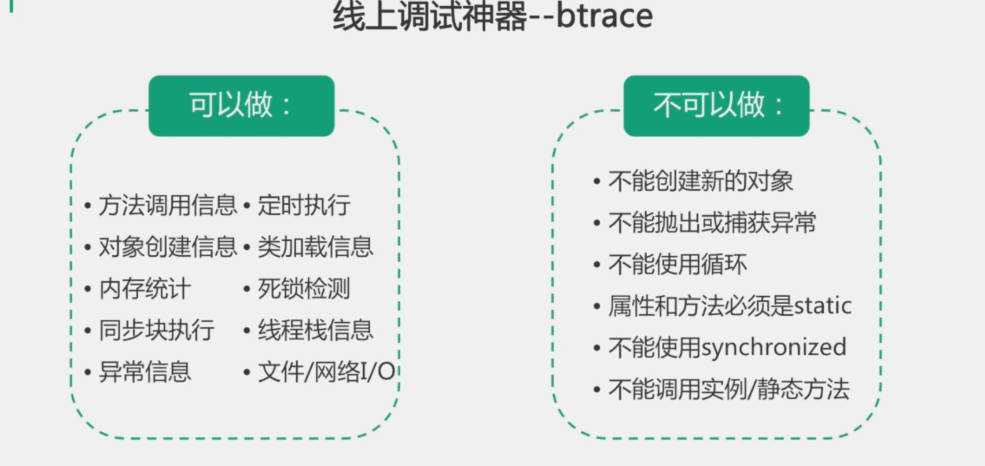 线上调试神器--btrace
可以做：
• 方法调用信息
• 对象创建信息
• 内存统计
• 同步块执行
• 异常信息
• 定时执行
• 类加载信息
• 死锁检测
• 线程栈信息
• 文件/网络I/O
不可以做：
• 不能创建新的对象
• 不能抛出或捕获异常
• 不能使用循环
• 属性和方法必须是static
• 不能使用synchronized
• 不能调用实例/静态方法